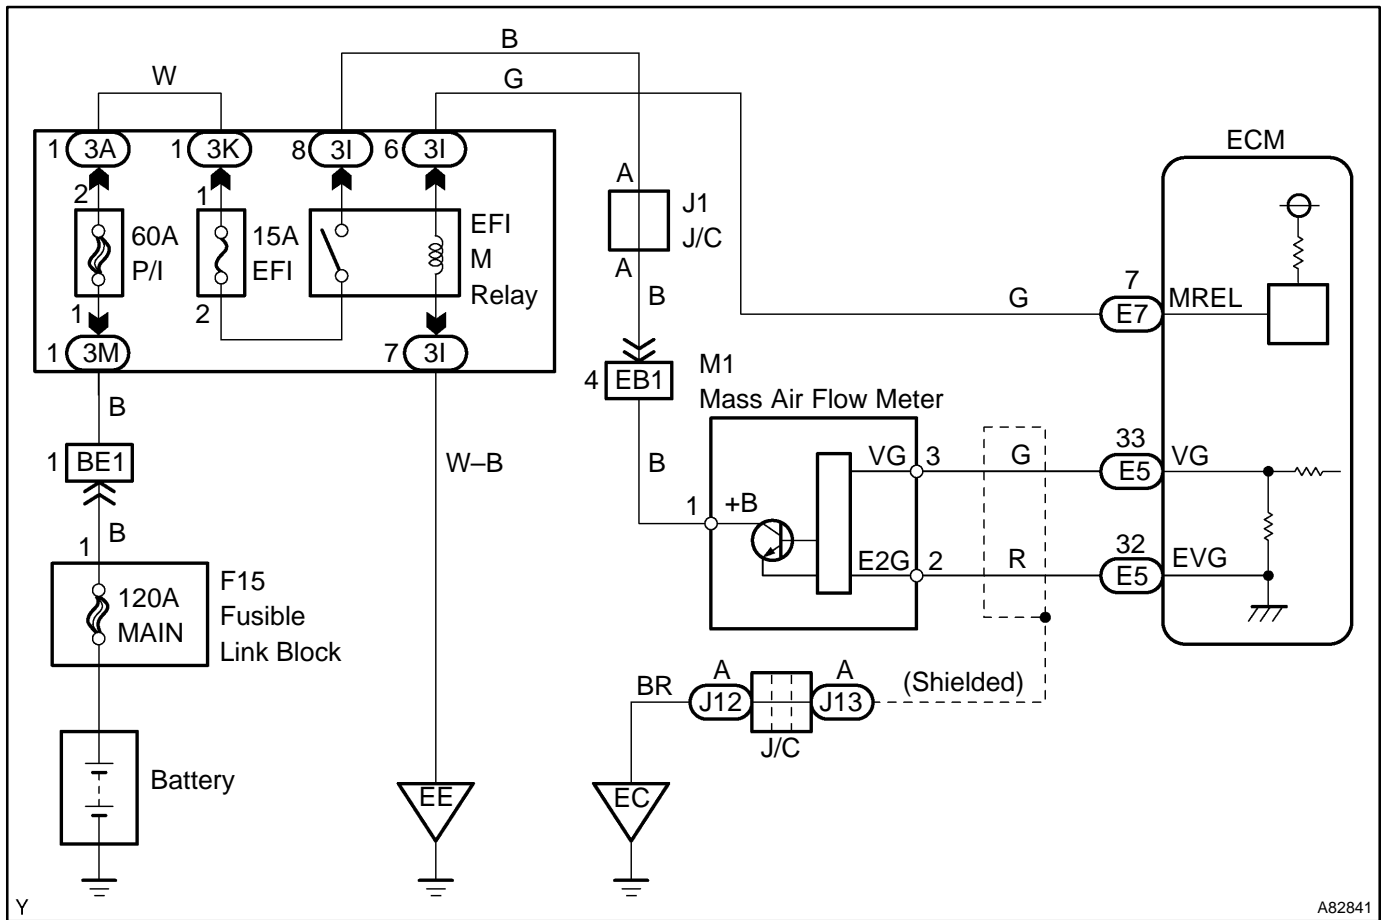 B
W
G
1 3A
1 3K
8 3I
6 3I
ECM
2
1
A
J1
J/C
60A
P/I
15A
EFI
EFI
M
Relay
A
B
1
2
7
G
E7
MREL
1 3M
7 3I
4 EB1
M1
Mass Air Flow Meter
B
1 BE1
W–B
B
VG 3
G
33
E5
VG
1 +B
B
1
E2G 2
R
32
E5
EVG
120A
MAIN
F15
Fusible
Link Block
BR
A
J12
A
J13
(Shielded)
J/C
Battery
EE
EC
Y
A82841